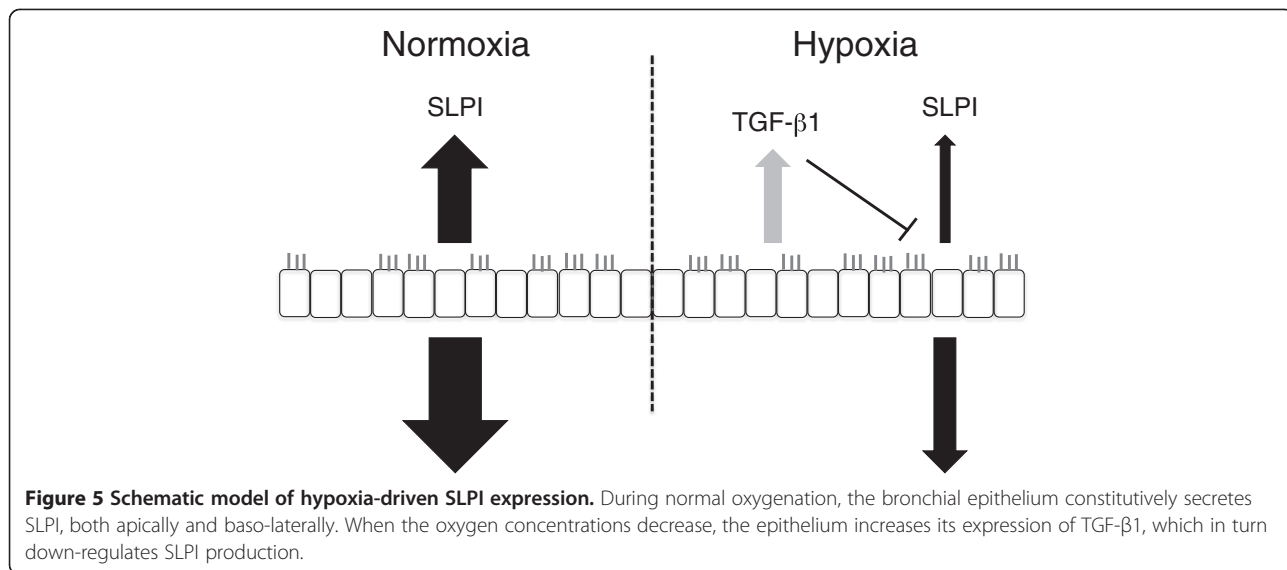 Normoxia
Hypoxia
SLPI
TGF-β1
SLPI
Figure 5 Schematic model of hypoxia-driven SLPI expression. During normal oxygenation, the bronchial epithelium constitutively secretes
SLPI, both apically and baso-laterally. When the oxygen concentrations decrease, the epithelium increases its expression of TGF-β1, which in turn
down-regulates SLPI production.